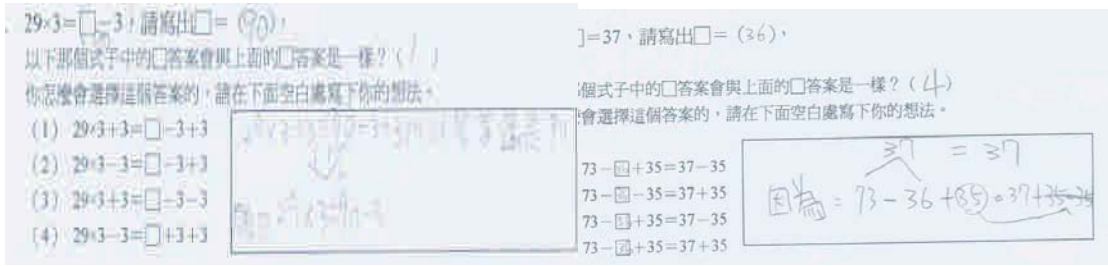 29×3=□-3，請寫出□= (90)，
以下那個式子中的□答案會與上面的□答案是一樣？( 1 )
你怎麼會選擇這個答案的，請在下面空白處寫下你的想法。
(1) 29×3+3=□-3+3
(2) 29×3-3=□-3+3
(3) 29×3+3=□-3-3
(4) 29×3-3=□+3+3
]=37，請寫出□= (36)，
個式子中的□答案會與上面的□答案是一樣？(4)
會選擇這個答案的，請在下面空白處寫下你的想法。
73-□+35=37-35
73-□-35=37+35
73-□+35=37-35
73-□+35=37+35
37 = 37
因為=73-36+35=37+35-35